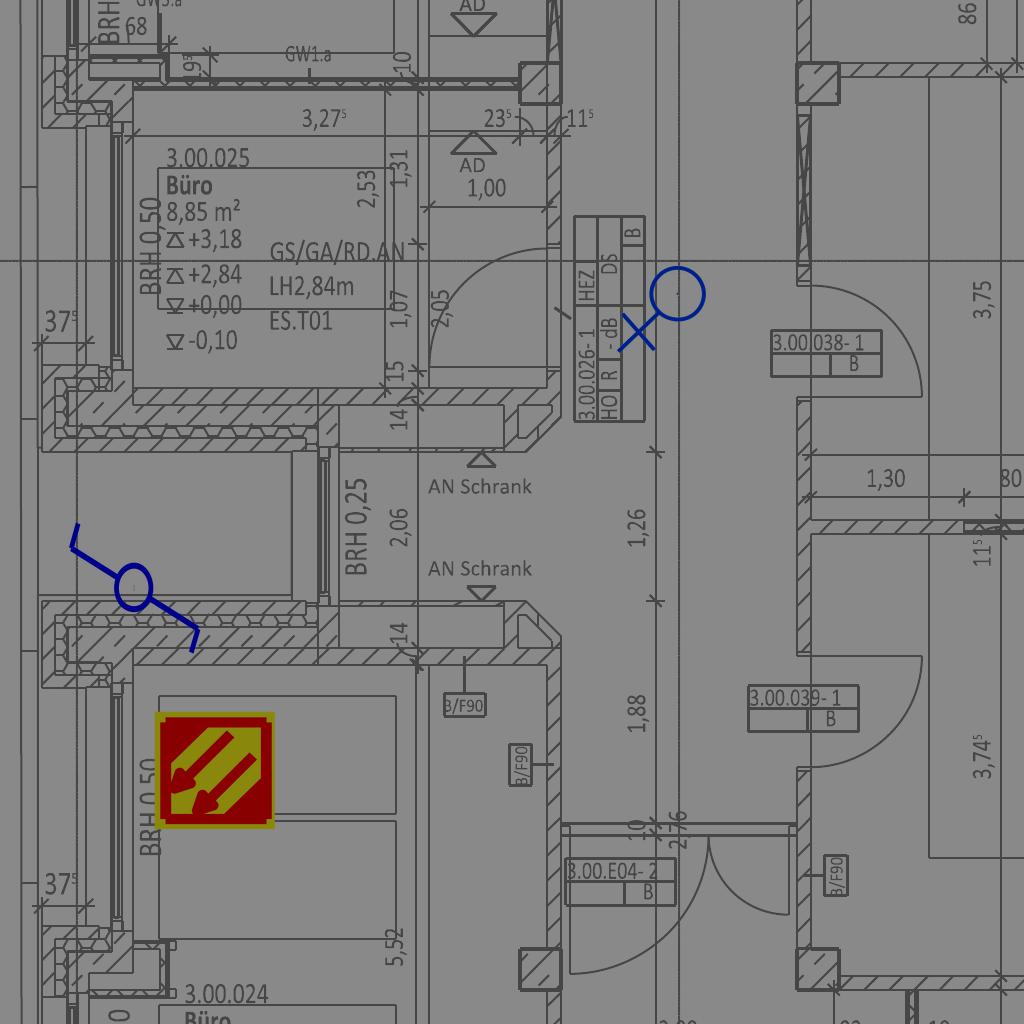 AD
GW3.a
BRH
68
86
GW1.a
19⁵
10
3,27⁵
23⁵
11⁵
3.00.025
Büro
8,85 m²
+3,18
+2,84
+0,00
-0,10
BRH 0,50
GS/GA/RD.AN
LH2,84m
ES.T01
2,53
1,31
AD
1,00
1,07
2,05
15
14
37⁵
3.00.026- 1
HEZ
HO
R
- dB
DS
B
3.00.038- 1
B
3,75
AN Schrank
BRH 0,25
2,06
1,26
1,30
80
11⁵
AN Schrank
14
B/F90
B/F90
1,88
3.00.039- 1
B
3,74⁵
BRH 0,50
10
2,76
3.00.E04- 2
B
B/F90
37⁵
5,52
3.00.024
Büro